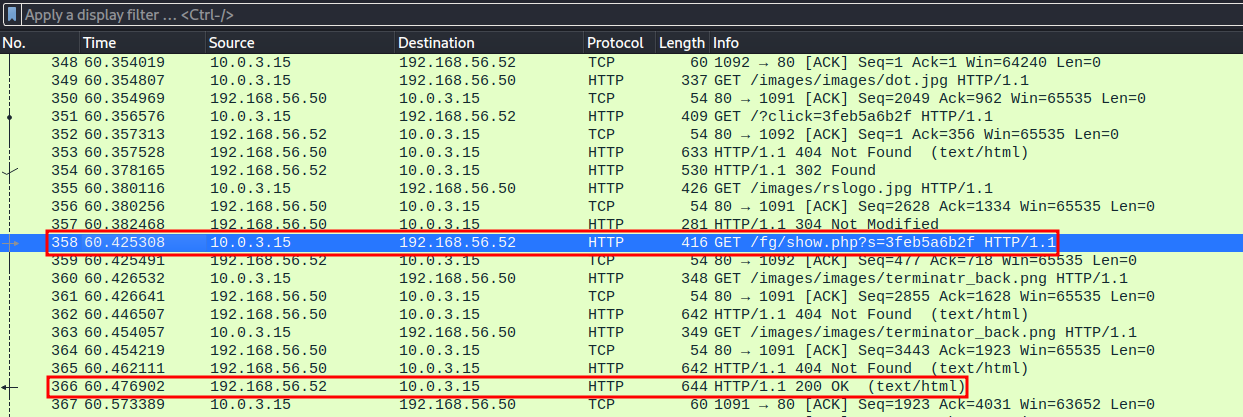 Apply a display filter … <Ctrl-/>
No. Time Source Destination Protocol Length Info
348 60.354019 10.0.3.15 192.168.56.52 TCP 60 1092 → 80 [ACK] Seq=1 Ack=1 Win=64240 Len=0
349 60.354807 10.0.3.15 192.168.56.50 HTTP 337 GET /images/images/dot.jpg HTTP/1.1
350 60.354969 192.168.56.50 10.0.3.15 TCP 54 80 → 1091 [ACK] Seq=2049 Ack=962 Win=65535 Len=0
351 60.356576 10.0.3.15 192.168.56.52 HTTP 409 GET /?click=3feb5a6b2f HTTP/1.1
352 60.357313 192.168.56.52 10.0.3.15 TCP 54 80 → 1092 [ACK] Seq=1 Ack=356 Win=65535 Len=0
353 60.357528 192.168.56.50 10.0.3.15 HTTP 633 HTTP/1.1 404 Not Found (text/html)
354 60.378165 192.168.56.52 10.0.3.15 HTTP 530 HTTP/1.1 302 Found
355 60.380116 10.0.3.15 192.168.56.50 HTTP 426 GET /images/rslogo.jpg HTTP/1.1
356 60.380256 192.168.56.50 10.0.3.15 TCP 54 80 → 1091 [ACK] Seq=2628 Ack=1334 Win=65535 Len=0
357 60.382468 192.168.56.50 10.0.3.15 HTTP 281 HTTP/1.1 304 Not Modified
358 60.425308 10.0.3.15 192.168.56.52 HTTP 416 GET /fg/show.php?s=3feb5a6b2f HTTP/1.1
359 60.425491 192.168.56.52 10.0.3.15 TCP 54 80 → 1092 [ACK] Seq=477 Ack=718 Win=65535 Len=0
360 60.426532 10.0.3.15 192.168.56.50 HTTP 348 GET /images/images/terminatr_back.png HTTP/1.1
361 60.426641 192.168.56.50 10.0.3.15 TCP 54 80 → 1091 [ACK] Seq=2855 Ack=1628 Win=65535 Len=0
362 60.446507 192.168.56.50 10.0.3.15 HTTP 642 HTTP/1.1 404 Not Found (text/html)
363 60.454057 10.0.3.15 192.168.56.50 HTTP 349 GET /images/images/terminator_back.png HTTP/1.1
364 60.454219 192.168.56.50 10.0.3.15 TCP 54 80 → 1091 [ACK] Seq=3443 Ack=1923 Win=65535 Len=0
365 60.462111 192.168.56.50 10.0.3.15 HTTP 642 HTTP/1.1 404 Not Found (text/html)
366 60.476902 192.168.56.52 10.0.3.15 HTTP 644 HTTP/1.1 200 OK (text/html)
367 60.573389 10.0.3.15 192.168.56.50 TCP 60 1091 → 80 [ACK] Seq=1923 Ack=4031 Win=63652 Len=0